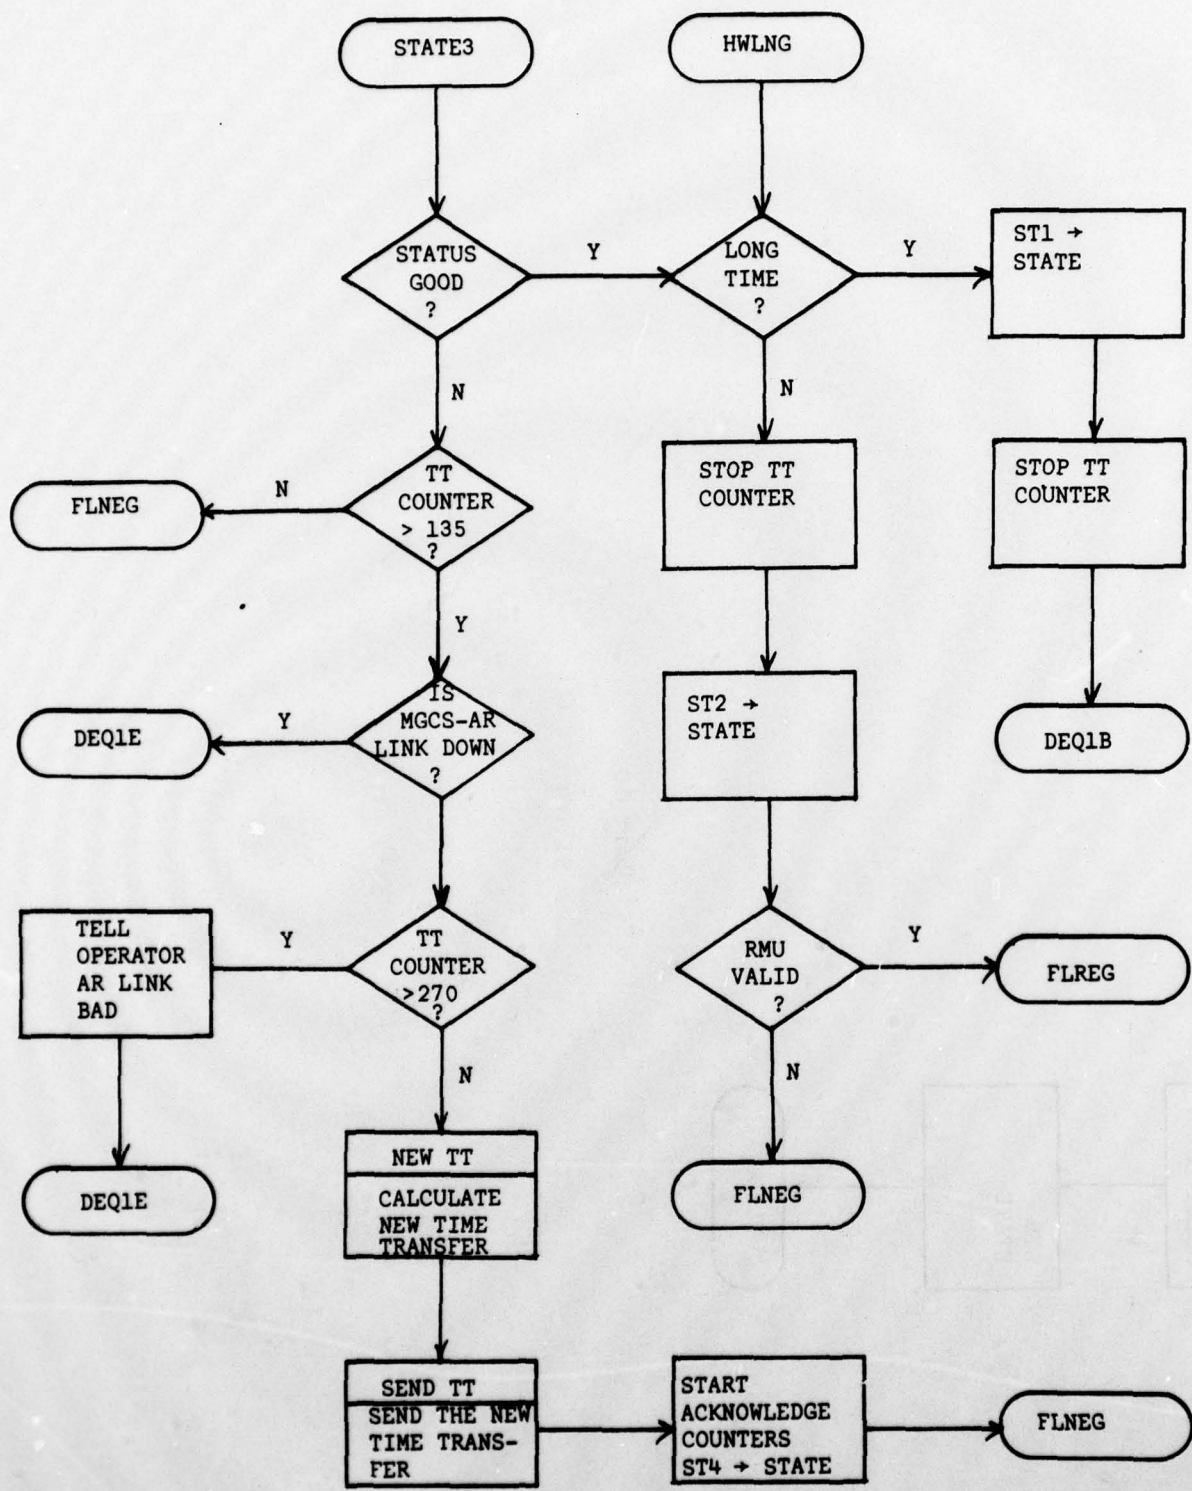 STATE3
HWLNG
STATUS
GOOD
?
Y
LONG
TIME
?
Y
ST1 →
STATE
N
N
STOP TT
COUNTER
STOP TT
COUNTER
FLNEG
N
TT
COUNTER
> 135
?
Y
DEQ1E
Y
IS
MGCS-AR
LINK DOWN
?
ST2 →
STATE
DEQ1B
TELL
OPERATOR
AR LINK
BAD
Y
TT
COUNTER
>270
?
RMU
VALID
?
Y
FLREG
N
N
DEQ1E
NEW TT
CALCULATE
NEW TIME
TRANSFER
FLNEG
SEND TT
SEND THE NEW
TIME TRANS-
FER
START
ACKNOWLEDGE
COUNTERS
ST4 → STATE
FLNEG